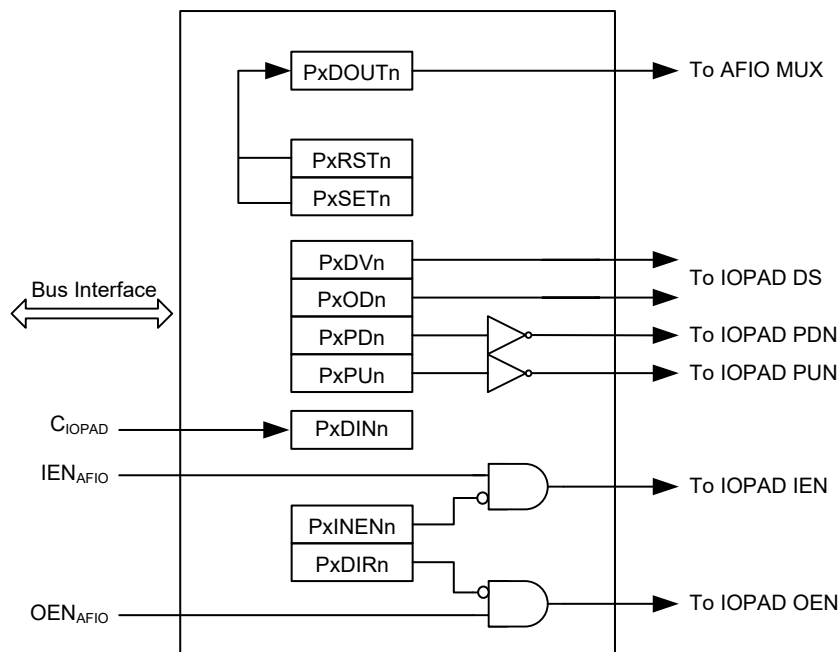 PxDOUTn
To AFIO MUX
PxRSTn
PxSETn
PxDVn
To IOPAD DS
Bus Interface
PxODn
PxPDn
To IOPAD PDN
PxPUn
To IOPAD PUN
CIOPAD
PxDINn
IENAFIO
To IOPAD IEN
PxINENn
PxDIRn
OENAFIO
To IOPAD OEN